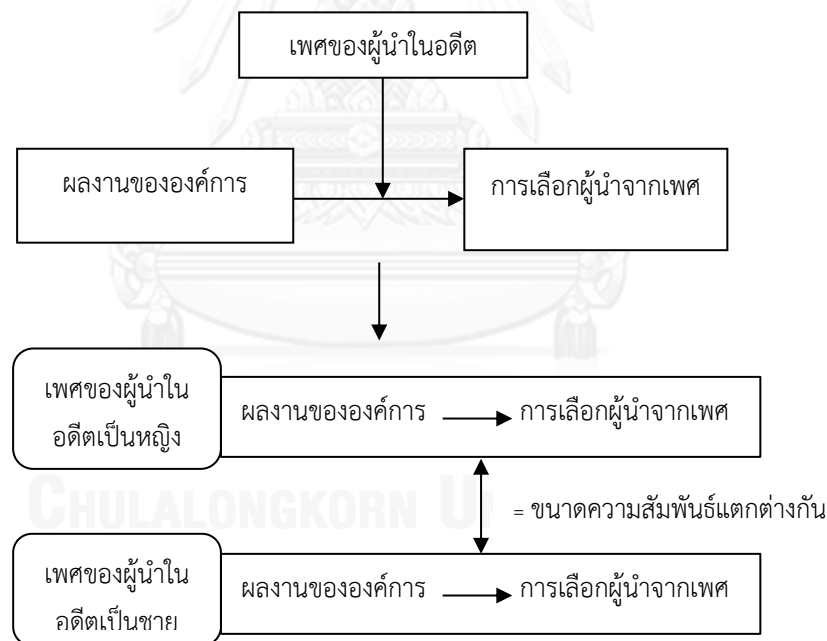 เพศของผู้นำในอดีต
ผลงานขององค์การ
การเลือกผู้นำจากเพศ
เพศของผู้นำใน
อดีตเป็นหญิง
ผลงานขององค์การ
การเลือกผู้นำจากเพศ
= ขนาดความสัมพันธ์แตกต่างกัน
CHULALONGKORN U
เพศของผู้นำใน
อดีตเป็นชาย
ผลงานขององค์การ
การเลือกผู้นำจากเพศ